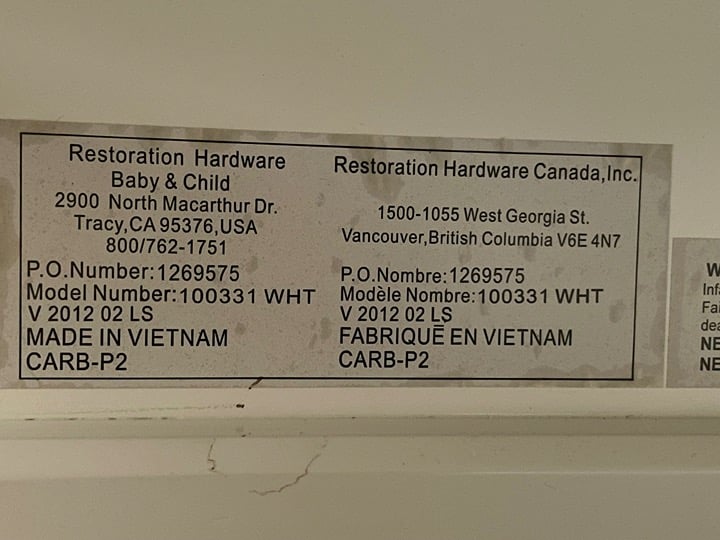 Restoration Hardware
Baby & Child
2900 North Macarthur Dr.
Tracy,CA 95376,USA
800/762-1751
P.O.Number:1269575
Model Number:100331 WHT
V 2012 02 LS
MADE IN VIETNAM
CARB-P2
Restoration Hardware Canada,Inc.
1500-1055 West Georgia St.
Vancouver,British Columbia V6E 4N7
P.O.Nombre:1269575
Modèle Nombre:100331 WHT
V 2012 02 LS
FABRIQUĒ EN VIETNAM
CARB-P2